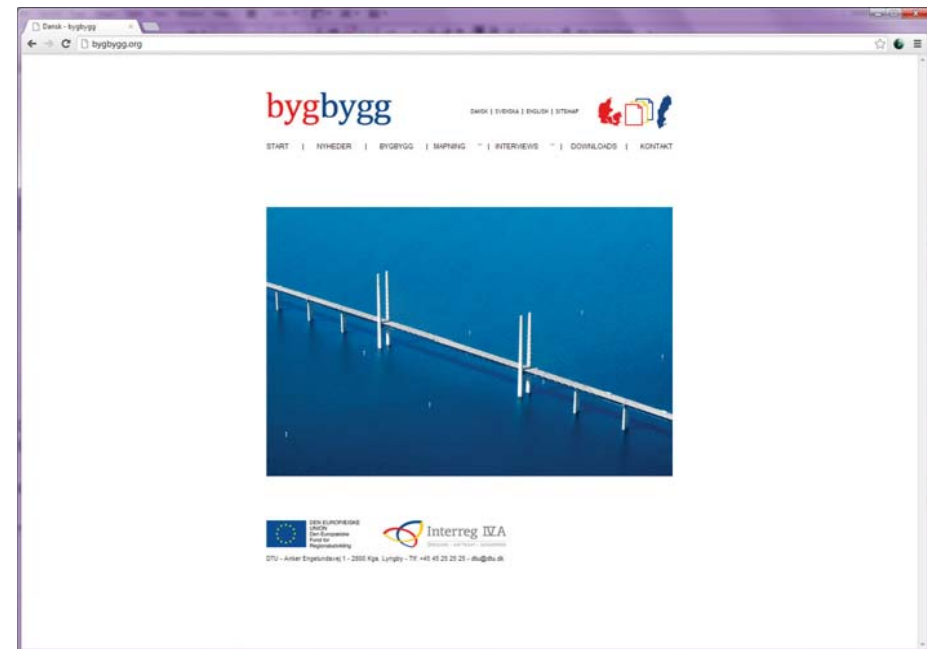 Dansk - bygbygg
bygbygg.org
bygbygg
DANSK | SVENSKA | ENGLISH | SITEMAP
START | NYHEDER | BYGBYGG | MAPNING | INTERVIEWS | DOWNLOADS | KONTAKT
DEN EUROPÆISKE
UNION
Den Europæiske
Fond for
Regionaludvikling
Interreg IV A
DTU - Anker Engelundsvej 1 - 2800 Kgs. Lyngby - Tlf. +45 45 25 25 25 - dtu@dtu.dk